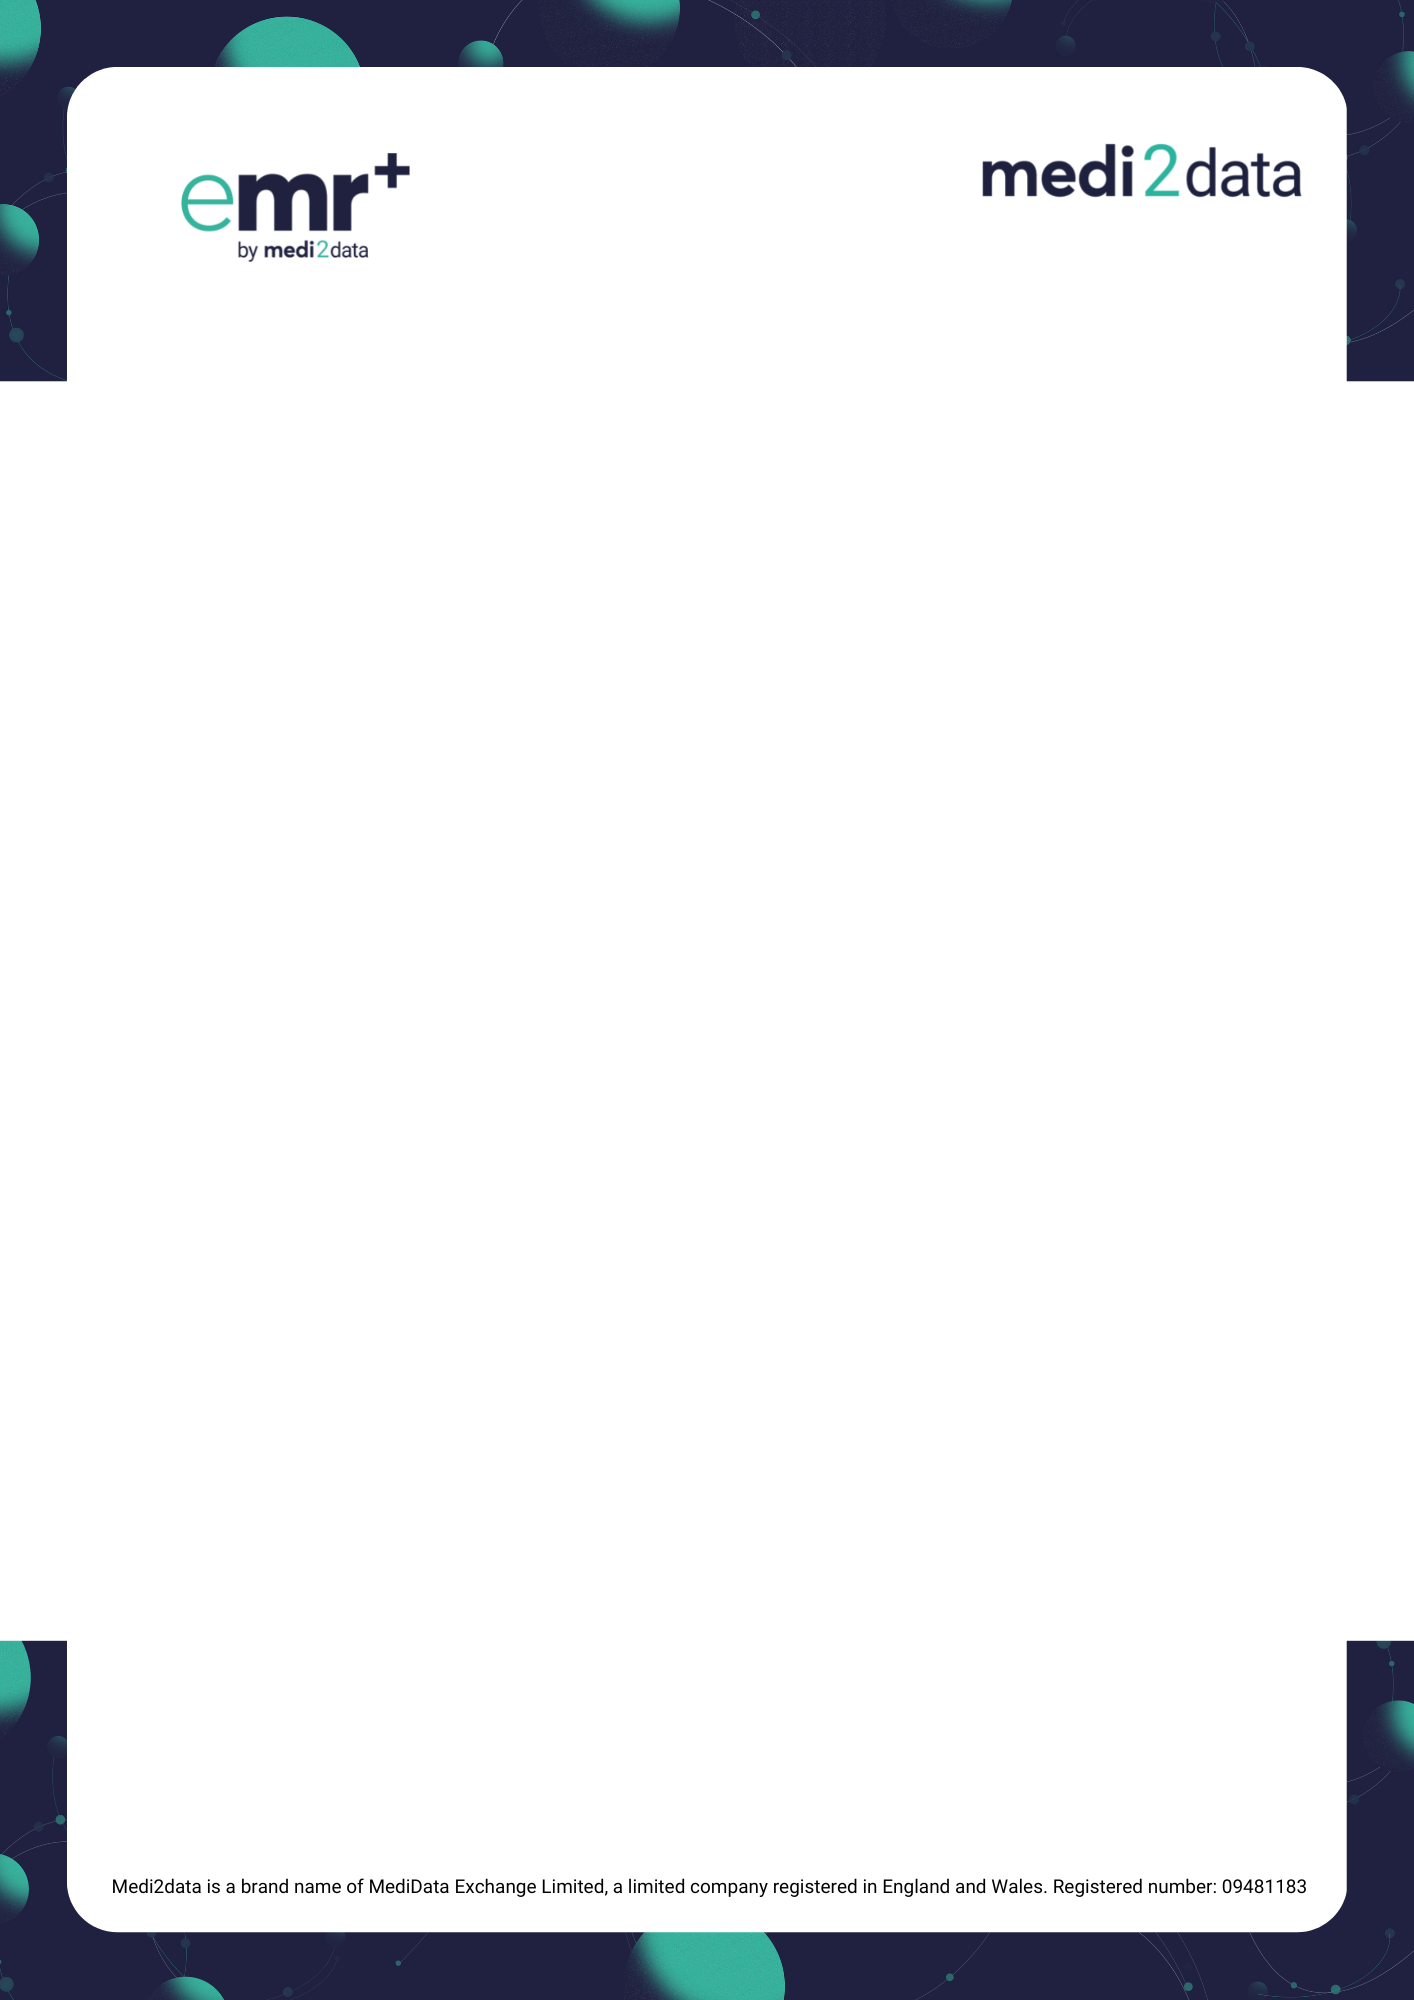 emr+
by medi2data
medi2data
Medi2data is a brand name of MediData Exchange Limited, a limited company registered in England and Wales. Registered number: 09481183